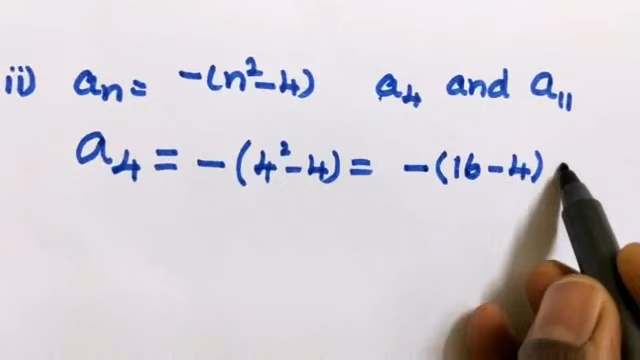 ii) aₙ = -(n²-4) a₄ and a₁₁
a₄ = -(4²-4) = -(16-4)